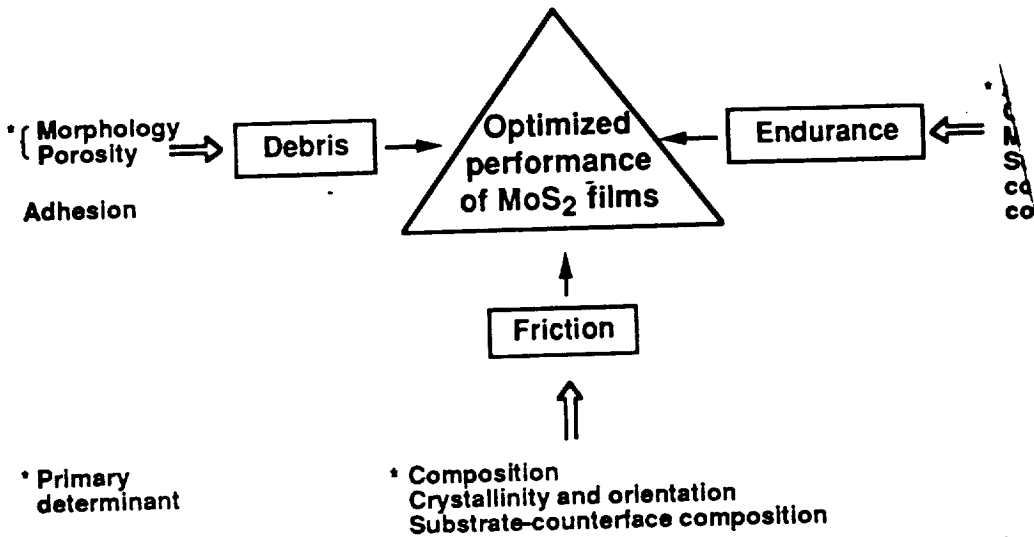 * Morphology
Porosity
Adhesion
Debris
Optimized
performance
of MoS2 films
Endurance
*
Friction
* Primary
determinant
* Composition
Crystallinity and orientation
Substrate-counterface composition